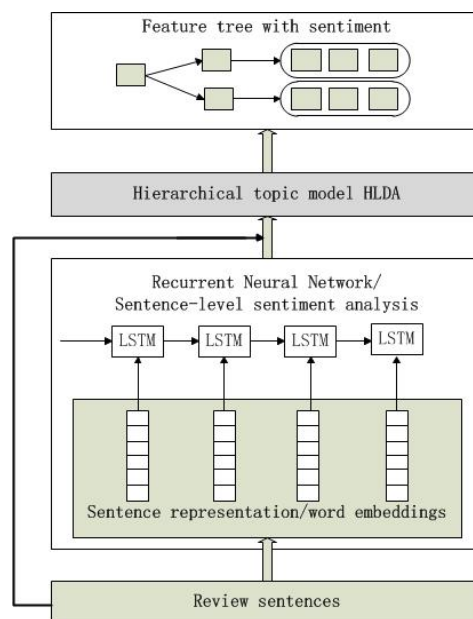 Feature tree with sentiment
Hierarchical topic model HLDA
Recurrent Neural Network/
Sentence-level sentiment analysis
LSTM LSTM LSTM LSTM
Sentence representation/word embeddings
Review sentences